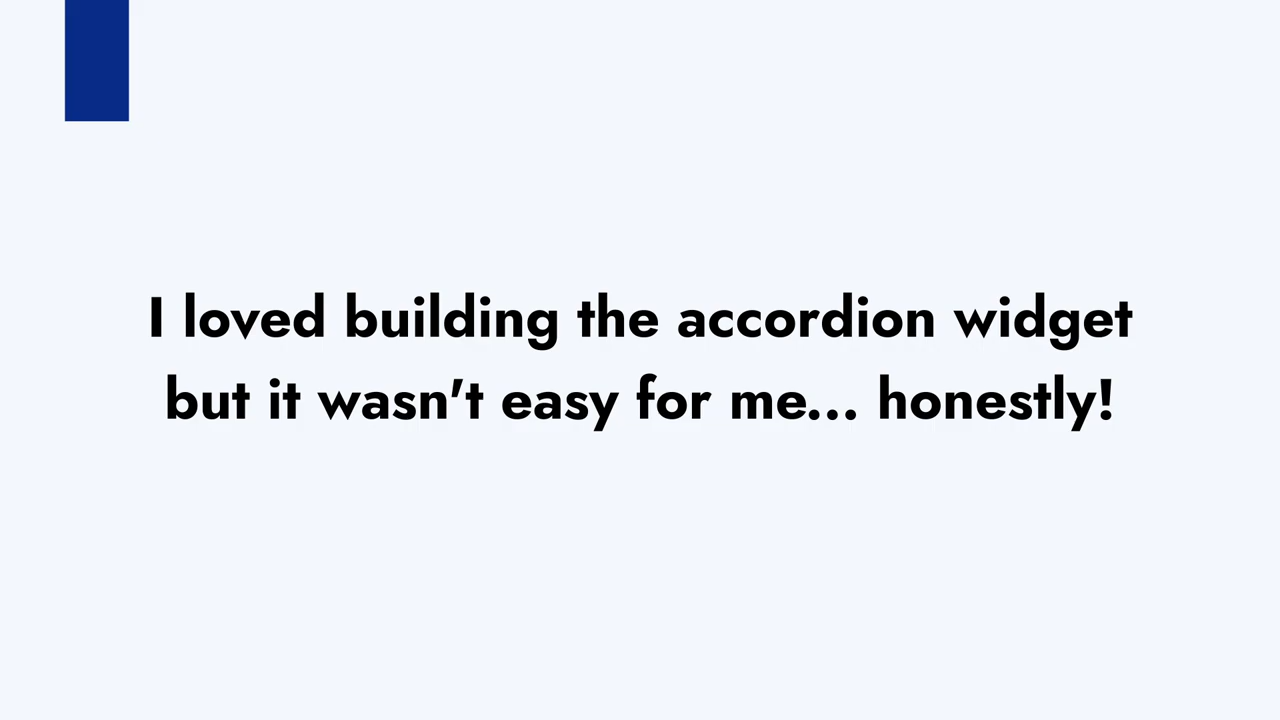 I loved building the accordion widget
but it wasn't easy for me... honestly!